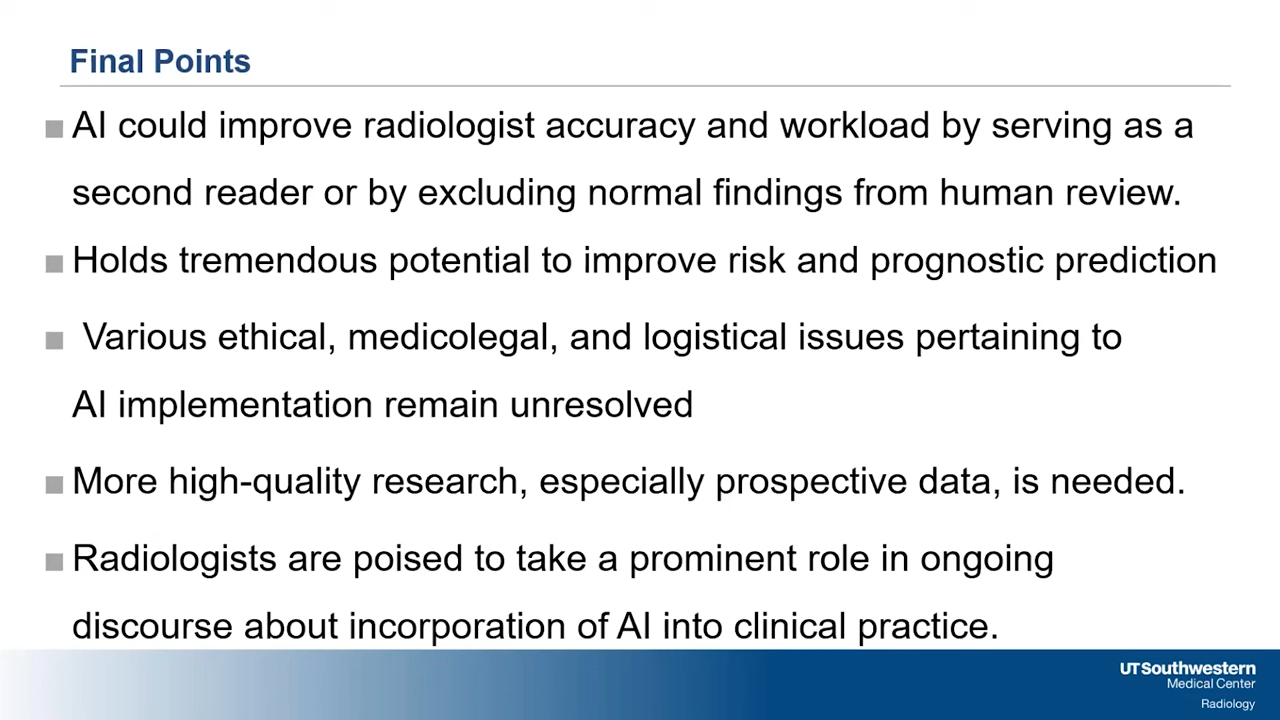 Final Points
■ AI could improve radiologist accuracy and workload by serving as a
second reader or by excluding normal findings from human review.
■ Holds tremendous potential to improve risk and prognostic prediction
■ Various ethical, medicolegal, and logistical issues pertaining to
AI implementation remain unresolved
■ More high-quality research, especially prospective data, is needed.
■ Radiologists are poised to take a prominent role in ongoing
discourse about incorporation of AI into clinical practice.
UTSouthwestern
Medical Center
Radiology